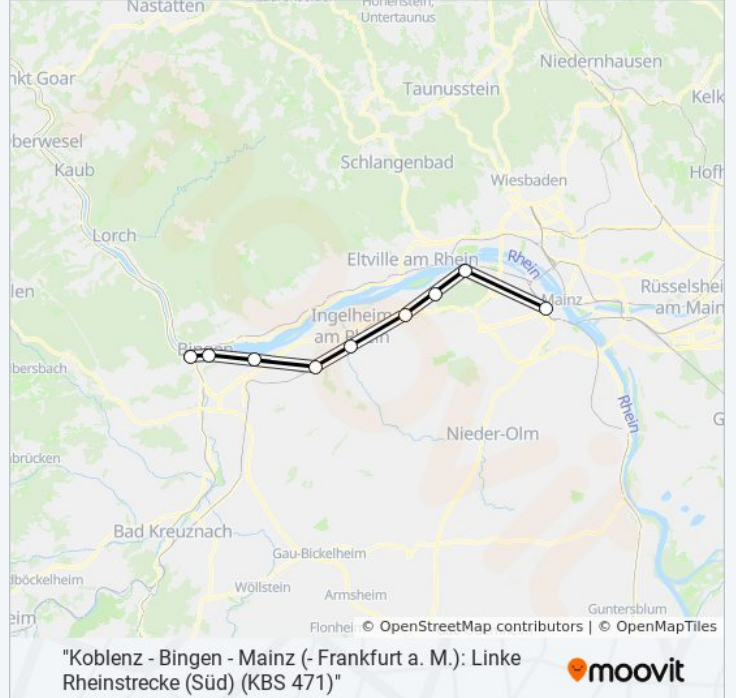 Nastätten
Hohenstein,
Untertaunus
Niedernhausen
nkt Goar
Taunusstein
Kelk
berwesel
Schlangenbad
Kaub
Wiesbaden
Hofh
Lorch
Eltville am Rhein
Rhein
len
Rüsselshei
am Main
Mainz
Ingelheim
am Rhein
Bingen
bersbach
Rhein
G
Nieder-Olm
brücken
Bad Kreuznach
Gau-Bickelheim
lböckelheim
Wöllstein
Armsheim
Guntersblum
eim
Flonhei
© OpenStreetMap contributors | © OpenMapTiles
"Koblenz - Bingen - Mainz (- Frankfurt a. M.): Linke
Rheinstrecke (Süd) (KBS 471)"
moovit